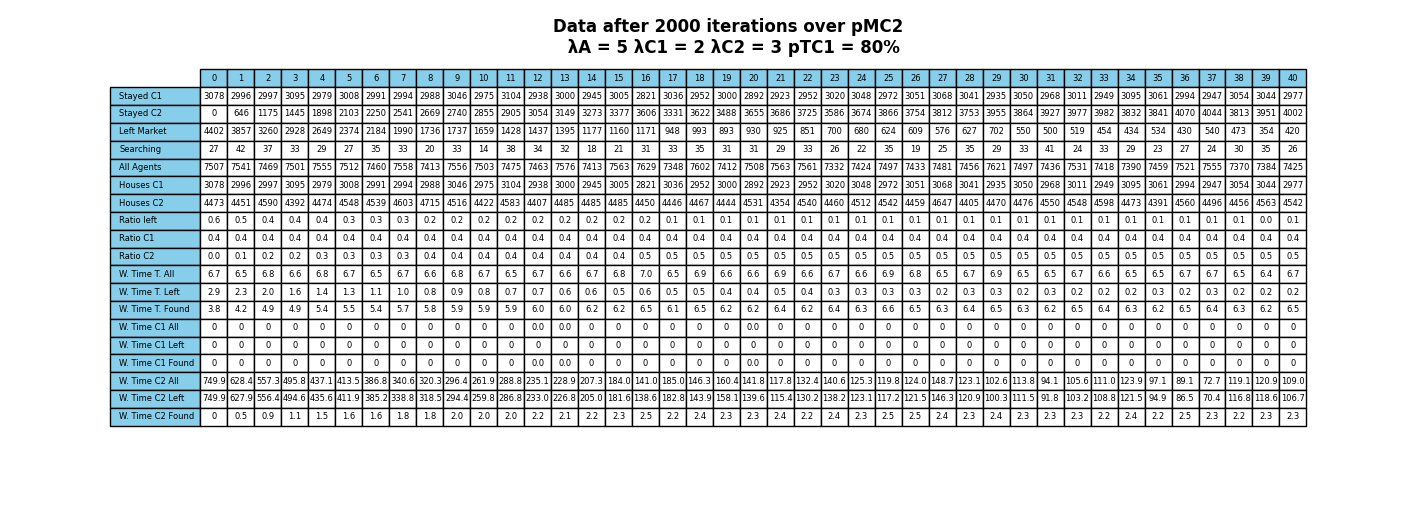 Data after 2000 iterations over pMC2
λA = 5 λC1 = 2 λC2 = 3 pTC1 = 80%
0 1 2 3 4 5 6 7 8 9 10 11 12 13 14 15 16 17 18 19 20 21 22 23 24 25 26 27 28 29 30 31 32 33 34 35 36 37 38 39 40
Stayed C1 3078 2996 2997 3095 2979 3008 2991 2994 2988 3046 2975 3104 2938 3000 2945 3005 2821 3036 2952 3000 2892 2923 2952 3020 3048 2972 3051 3068 3041 2935 3050 2968 3011 2949 3095 3061 2994 2947 3054 3044 2977
Stayed C2 0 646 1175 1445 1898 2103 2250 2541 2669 2740 2855 2905 3054 3149 3273 3377 3606 3331 3622 3488 3655 3686 3725 3586 3674 3866 3754 3812 3753 3955 3864 3927 3977 3982 3832 3841 4070 4044 3813 3951 4002
Left Market 4402 3857 3260 2928 2649 2374 2184 1990 1736 1737 1659 1428 1437 1395 1177 1160 1171 948 993 893 930 925 851 700 680 624 609 576 627 702 550 500 519 454 434 534 430 540 473 354 420
Searching 27 42 37 33 29 27 35 33 20 33 14 38 34 32 18 21 31 33 35 31 31 29 33 26 22 35 19 25 35 29 33 41 24 33 29 23 27 24 30 35 26
All Agents 7507 7541 7469 7501 7555 7512 7460 7558 7413 7556 7503 7475 7463 7576 7413 7563 7629 7348 7602 7412 7508 7563 7561 7332 7424 7497 7433 7481 7456 7621 7497 7436 7531 7418 7390 7459 7521 7555 7370 7384 7425
Houses C1 3078 2996 2997 3095 2979 3008 2991 2994 2988 3046 2975 3104 2938 3000 2945 3005 2821 3036 2952 3000 2892 2923 2952 3020 3048 2972 3051 3068 3041 2935 3050 2968 3011 2949 3095 3061 2994 2947 3054 3044 2977
Houses C2 4473 4451 4590 4392 4474 4548 4539 4603 4715 4516 4422 4583 4407 4485 4485 4485 4450 4446 4467 4444 4531 4354 4540 4460 4512 4542 4459 4647 4405 4470 4476 4550 4548 4598 4473 4391 4560 4496 4456 4563 4542
Ratio left 0.6 0.5 0.4 0.4 0.4 0.3 0.3 0.3 0.2 0.2 0.2 0.2 0.2 0.2 0.2 0.2 0.2 0.1 0.1 0.1 0.1 0.1 0.1 0.1 0.1 0.1 0.1 0.1 0.1 0.1 0.1 0.1 0.1 0.1 0.1 0.1 0.1 0.1 0.1 0.0 0.1
Ratio C1 0.4 0.4 0.4 0.4 0.4 0.4 0.4 0.4 0.4 0.4 0.4 0.4 0.4 0.4 0.4 0.4 0.4 0.4 0.4 0.4 0.4 0.4 0.4 0.4 0.4 0.4 0.4 0.4 0.4 0.4 0.4 0.4 0.4 0.4 0.4 0.4 0.4 0.4 0.4 0.4 0.4
Ratio C2 0.0 0.1 0.2 0.2 0.3 0.3 0.3 0.3 0.4 0.4 0.4 0.4 0.4 0.4 0.4 0.4 0.5 0.5 0.5 0.5 0.5 0.5 0.5 0.5 0.5 0.5 0.5 0.5 0.5 0.5 0.5 0.5 0.5 0.5 0.5 0.5 0.5 0.5 0.5 0.5 0.5
W. Time T. All 6.7 6.5 6.8 6.6 6.8 6.7 6.5 6.7 6.6 6.8 6.7 6.5 6.7 6.6 6.7 6.8 7.0 6.5 6.9 6.6 6.6 6.9 6.6 6.7 6.6 6.9 6.8 6.5 6.7 6.9 6.5 6.5 6.7 6.6 6.5 6.5 6.7 6.7 6.5 6.4 6.7
W. Time T. Left 2.9 2.3 2.0 1.6 1.4 1.3 1.1 1.0 0.8 0.9 0.8 0.7 0.7 0.6 0.6 0.5 0.6 0.5 0.5 0.4 0.4 0.5 0.4 0.3 0.3 0.3 0.3 0.2 0.3 0.3 0.2 0.3 0.2 0.2 0.2 0.3 0.2 0.3 0.2 0.2 0.2
W. Time T. Found 3.8 4.2 4.9 4.9 5.4 5.5 5.4 5.7 5.8 5.9 5.9 5.9 6.0 6.0 6.2 6.2 6.5 6.1 6.5 6.2 6.2 6.4 6.2 6.4 6.3 6.6 6.5 6.3 6.4 6.5 6.3 6.2 6.5 6.4 6.3 6.2 6.5 6.4 6.3 6.2 6.5
W. Time C1 All 0 0 0 0 0 0 0 0 0 0 0 0 0.0 0.0 0 0 0 0 0 0 0.0 0 0 0 0 0 0 0 0 0 0 0 0 0 0 0 0 0 0 0 0
W. Time C1 Left 0 0 0 0 0 0 0 0 0 0 0 0 0 0 0 0 0 0 0 0 0 0 0 0 0 0 0 0 0 0 0 0 0 0 0 0 0 0 0 0 0
W. Time C1 Found 0 0 0 0 0 0 0 0 0 0 0 0 0.0 0.0 0 0 0 0 0 0 0.0 0 0 0 0 0 0 0 0 0 0 0 0 0 0 0 0 0 0 0 0
W. Time C2 All 749.9 628.4 557.3 495.8 437.1 413.5 386.8 340.6 320.3 296.4 261.9 288.8 235.1 228.9 207.3 184.0 141.0 185.0 146.3 160.4 141.8 117.8 132.4 140.6 125.3 119.8 124.0 148.7 123.1 102.6 113.8 94.1 105.6 111.0 123.9 97.1 89.1 72.7 119.1 120.9 109.0
W. Time C2 Left 749.9 627.9 556.4 494.6 435.6 411.9 385.2 338.8 318.5 294.4 259.8 286.8 233.0 226.8 205.0 181.6 138.6 182.8 143.9 158.1 139.6 115.4 130.2 138.2 123.1 117.2 121.5 146.3 120.9 100.3 111.5 91.8 103.2 108.8 121.5 94.9 86.5 70.4 116.8 118.6 106.7
W. Time C2 Found 0 0.5 0.9 1.1 1.5 1.6 1.6 1.8 1.8 2.0 2.0 2.0 2.2 2.1 2.2 2.3 2.5 2.2 2.4 2.3 2.3 2.4 2.2 2.4 2.3 2.5 2.5 2.4 2.3 2.4 2.3 2.3 2.3 2.2 2.4 2.2 2.5 2.3 2.2 2.3 2.3